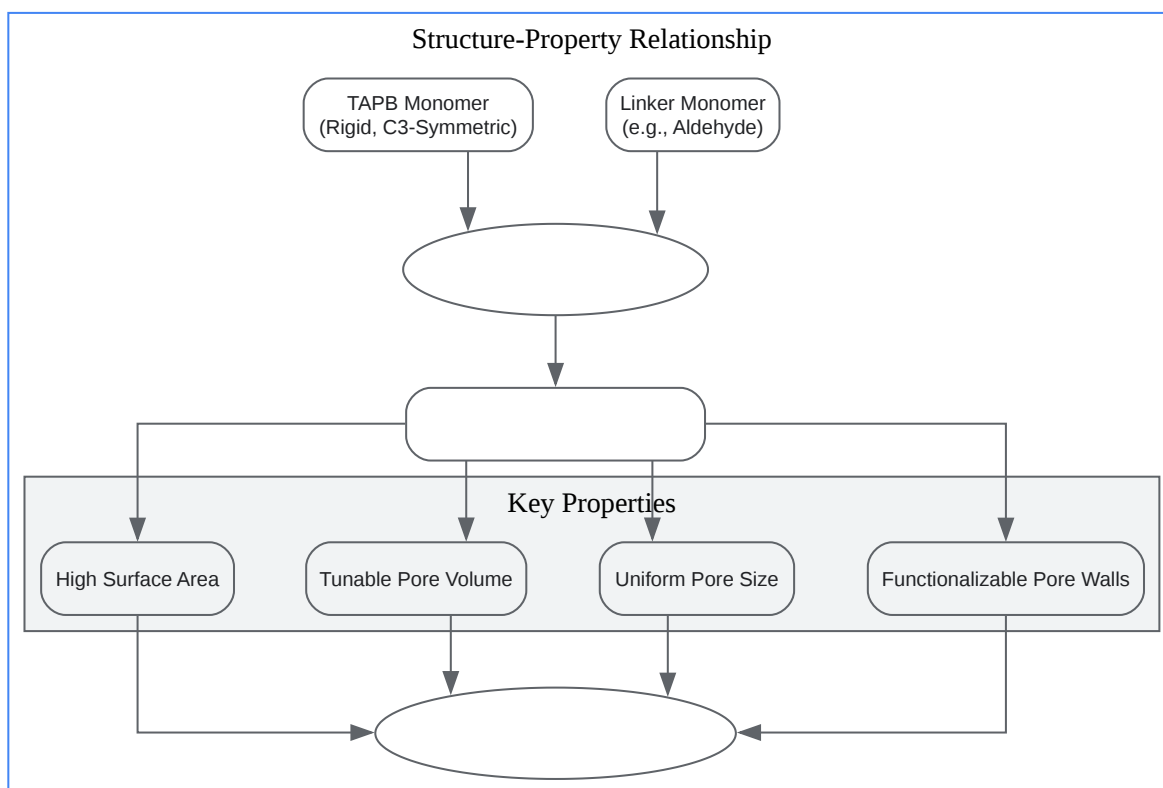 Structure-Property Relationship
TAPB Monomer
(Rigid, C3-Symmetric)
Linker Monomer
(e.g., Aldehyde)
Key Properties
High Surface Area
Tunable Pore Volume
Uniform Pore Size
Functionalizable Pore Walls